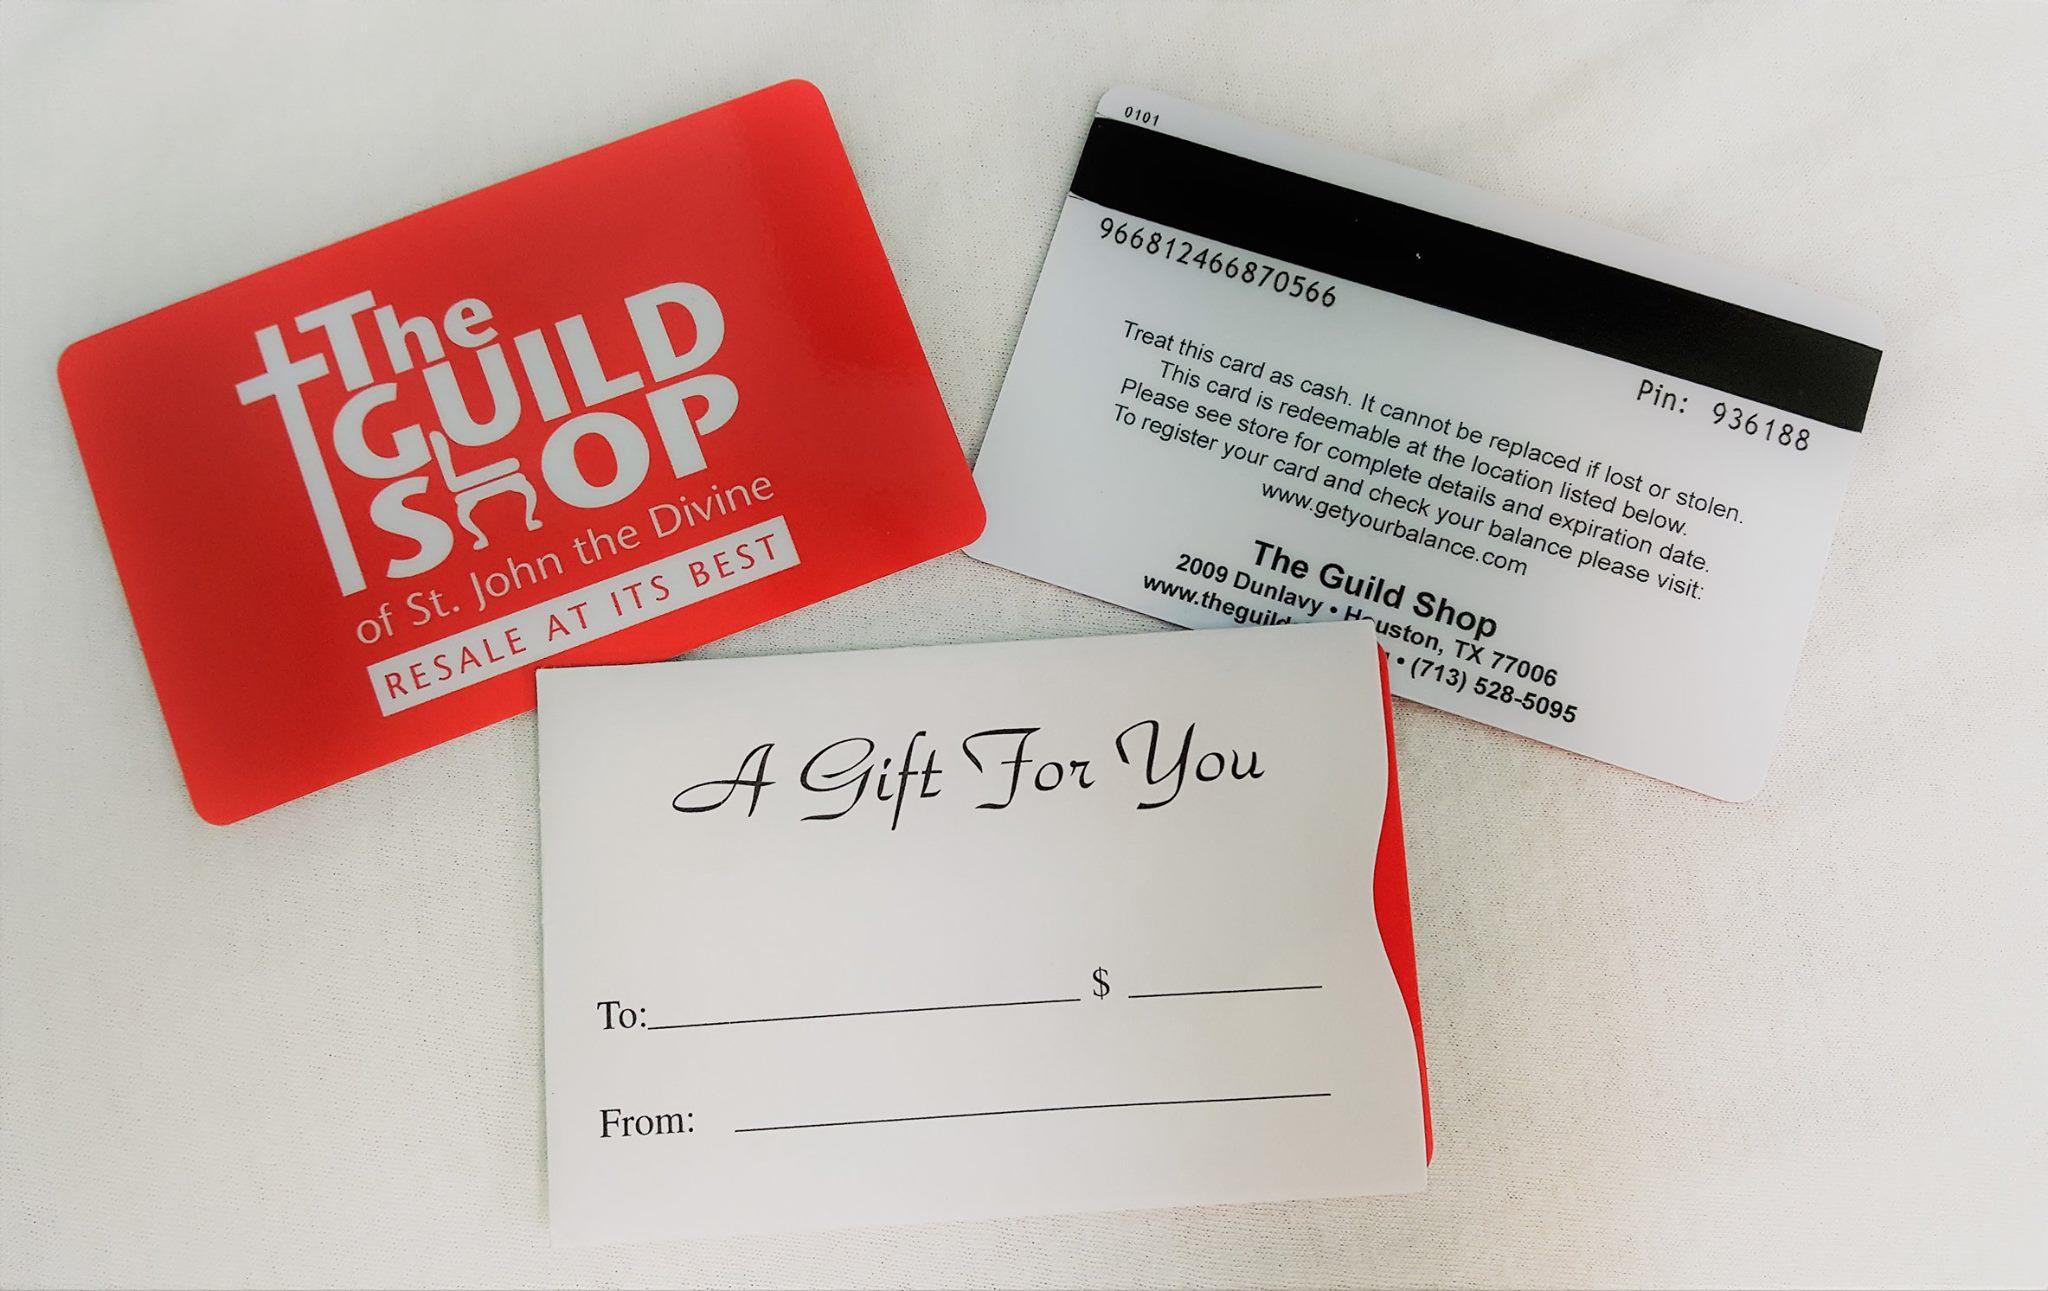 The
GUILD
SHOP
of St. John the Divine
RESALE AT ITS BEST
0101
966812466870566
Pin: 936188
Treat this card as cash. It cannot be replaced if lost or stolen.
This card is redeemable at the location listed below.
Please see store for complete details and expiration date.
To register your card and check your balance please visit:
www.getyourbalance.com
The Guild Shop
2009 Dunlavy • Houston, TX 77006
• (713) 528-5095
A Gift For You
To: $
From: